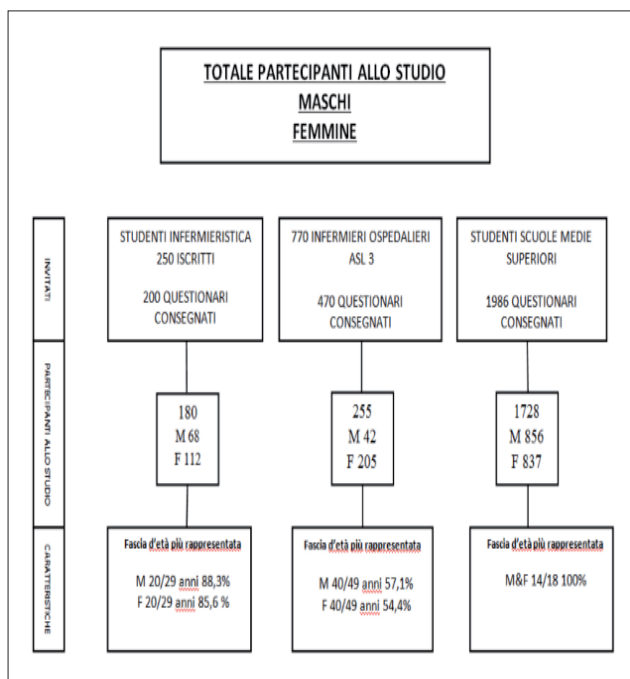 TOTALE PARTECIPANTI ALLO STUDIO
MASCHI
FEMMINE
INVITATI
STUDENTI INFERMIERISTICA
250 ISCRITTI
200 QUESTIONARI
CONSEGNATI
770 INFERMIERI OSPEDALIERI
ASL 3
470 QUESTIONARI
CONSEGNATI
STUDENTI SCUOLE MEDIE
SUPERIORI
1986 QUESTIONARI
CONSEGNATI
PARTECIPANTI ALLO STUDIO
180
M 68
F 112
255
M 42
F 205
1728
M 856
F 837
CARATTERISTICHE
Fascia d'età più rappresentata
M 20/29 anni 88,3%
F 20/29 anni 85,6 %
Fascia d'età più rappresentata
M 40/49 anni 57,1%
F 40/49 anni 54,4%
Fascia d'età più rappresentata
M&F 14/18 100%